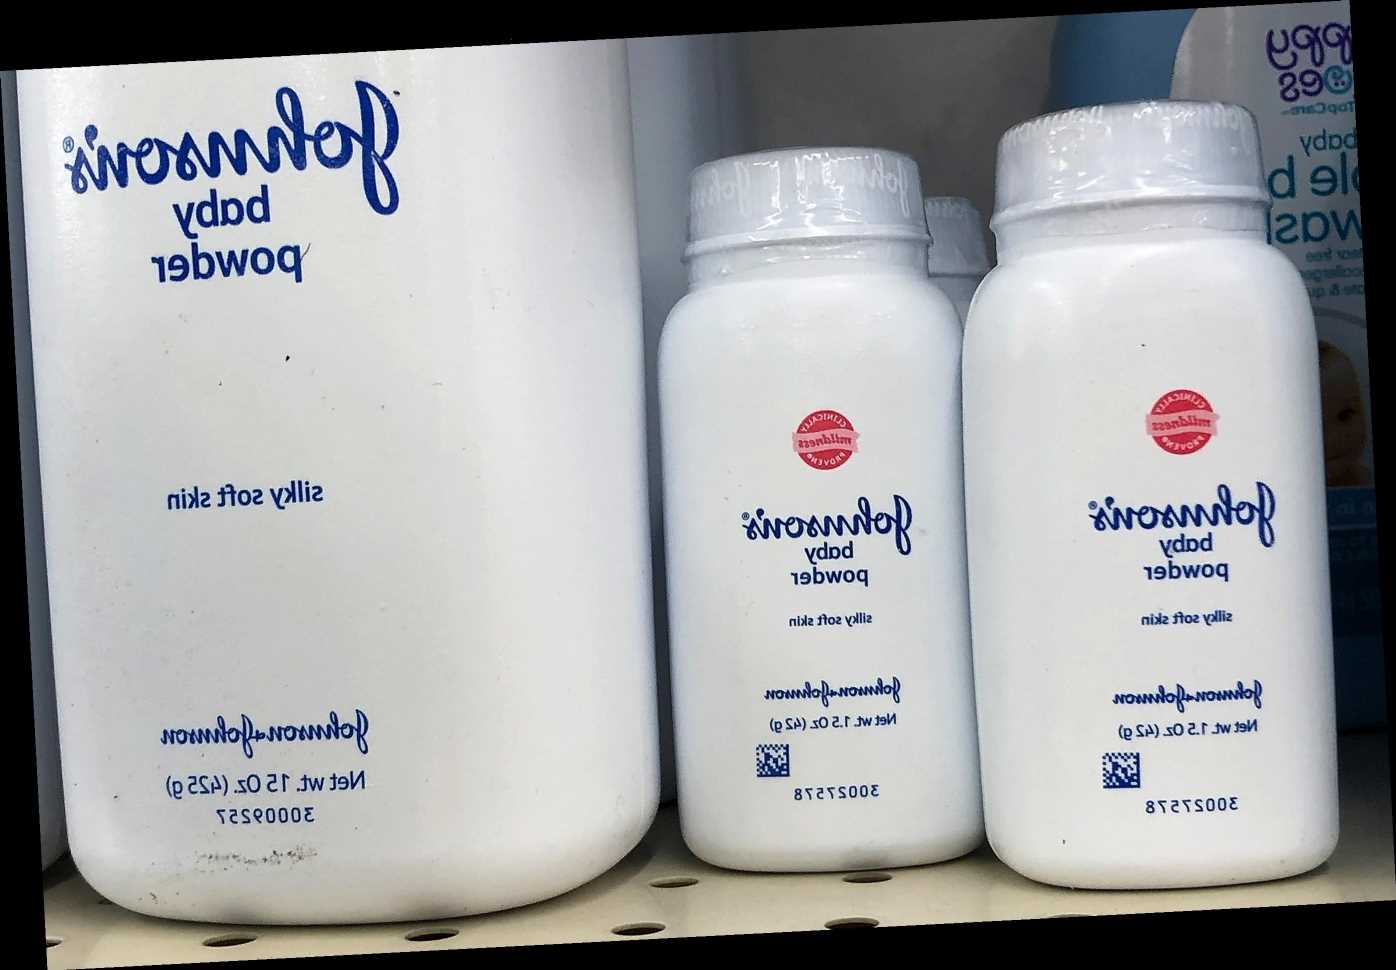 Johnson's®
baby
powder
silky soft skin
Johnson & Johnson
Net wt. 15 Oz. (425 g)
30009257
Johnson's
CLINICALLY
mildness
PROVEN®
Johnson's®
baby
powder
silky soft skin
Johnson & Johnson
Net wt. 1.5 Oz. (42 g)
30027578
CLINICALLY
mildness
PROVEN®
Johnson's®
baby
powder
silky soft skin
Johnson & Johnson
Net wt. 1.5 Oz. (42 g)
30027578
TopCare™
baby